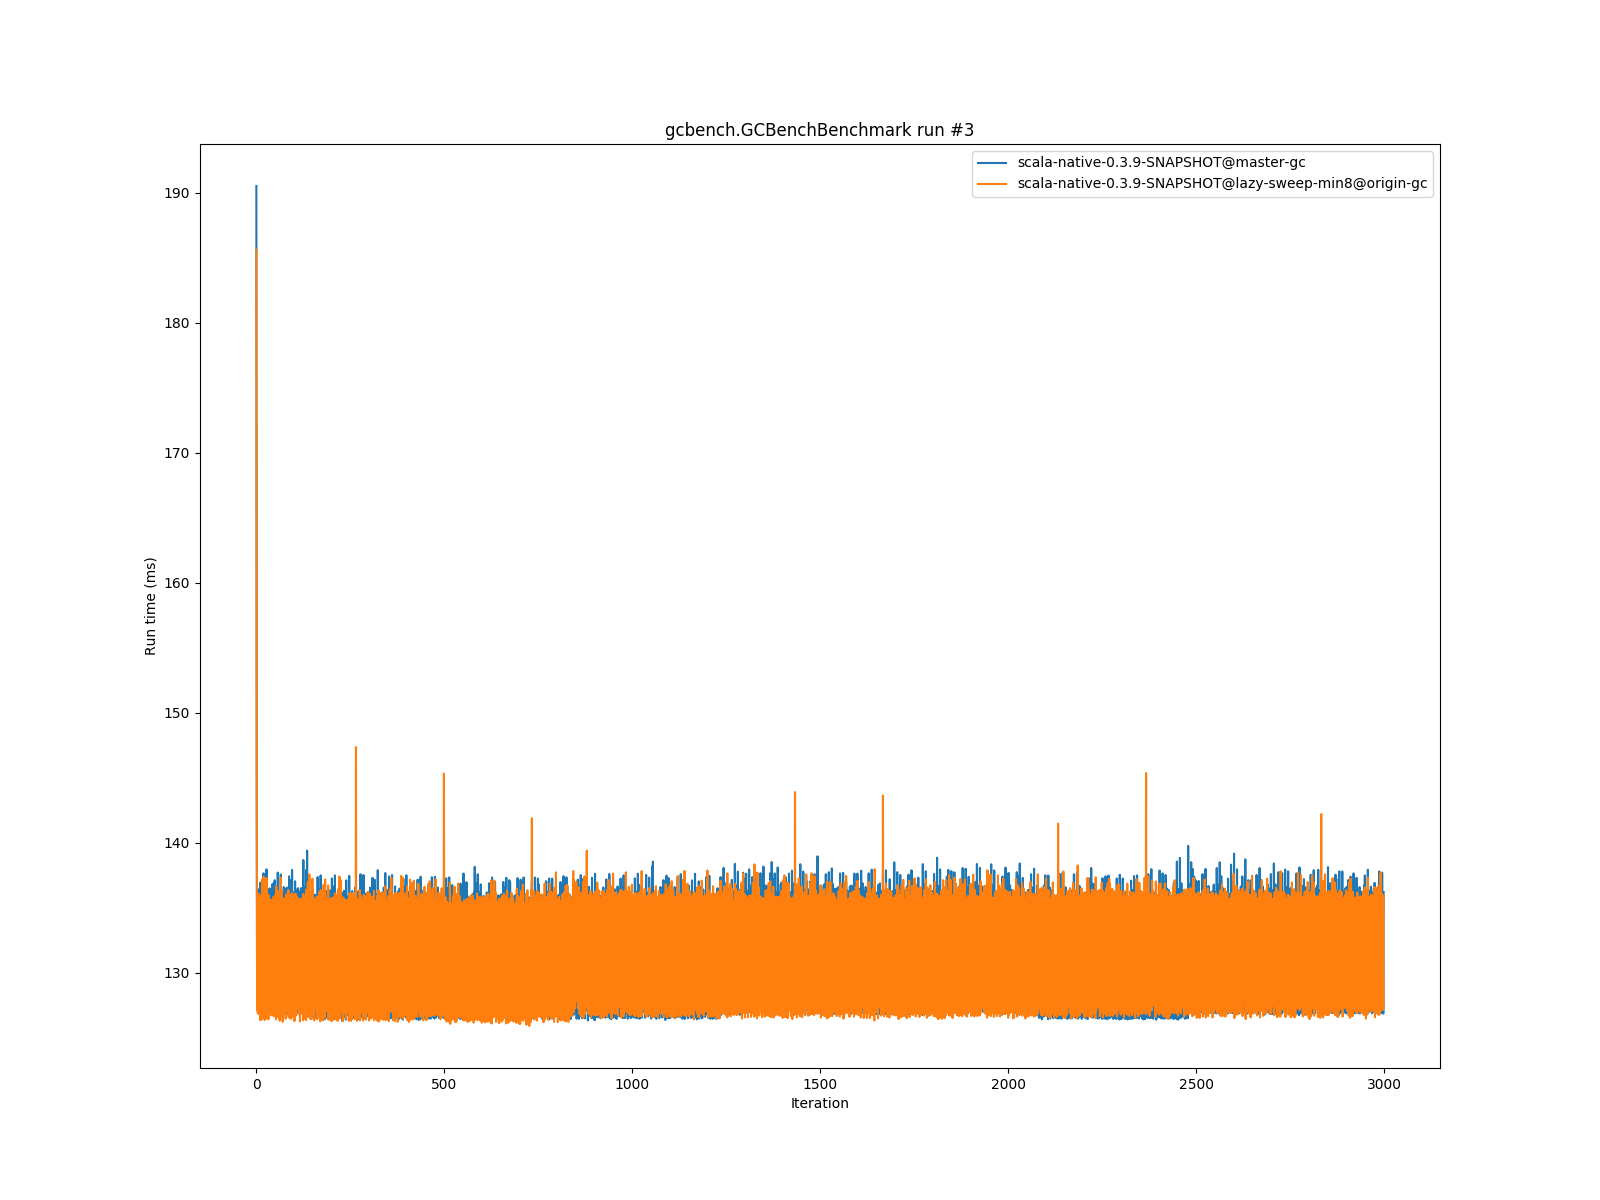 gcbench.GCBenchBenchmark run #3
scala-native-0.3.9-SNAPSHOT@master-gc
scala-native-0.3.9-SNAPSHOT@lazy-sweep-min8@origin-gc
190
180
170
160
150
140
130
Run time (ms)
0 500 1000 1500 2000 2500 3000
Iteration